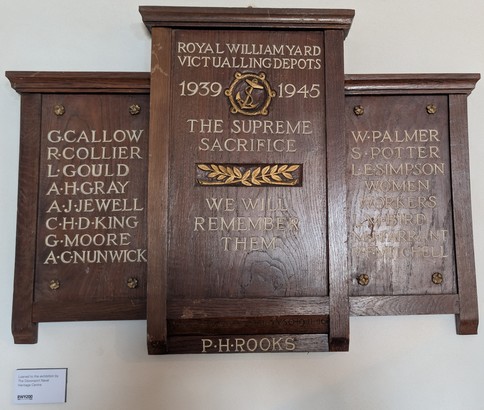 G.CALLOW
R.COLLIER
L.GOULD
A.H.GRAY
A.J.JEWELL
C.H.D.KING
G.MOORE
A.G.NUNWICK
ROYAL WILLIAM YARD
VICTUALLING DEPOTS
1939 1945
THE SUPREME
SACRIFICE
WE WILL
REMEMBER
THEM
P.H.ROOKS
W.PALMER
S.POTTER
L.E.SIMPSON
WOMEN
WORKERS